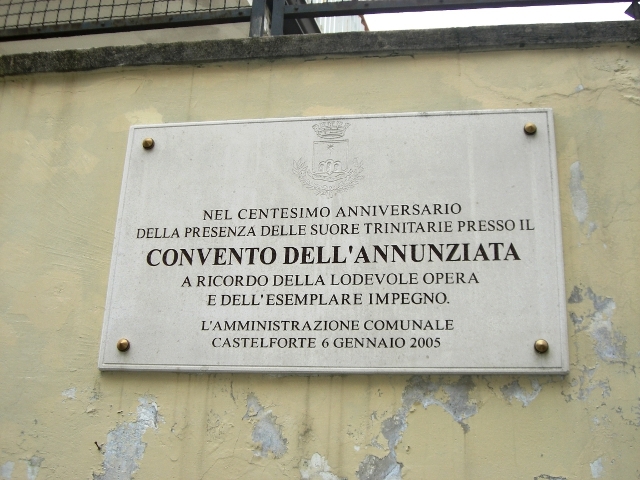 NEL CENTESIMO ANNIVERSARIO
DELLA PRESENZA DELLE SUORE TRINITARIE PRESSO IL
CONVENTO DELL'ANNUNZIATA
A RICORDO DELLA LODEVOLE OPERA
E DELL'ESEMPLARE IMPEGNO.
L'AMMINISTRAZIONE COMUNALE
CASTELFORTE 6 GENNAIO 2005